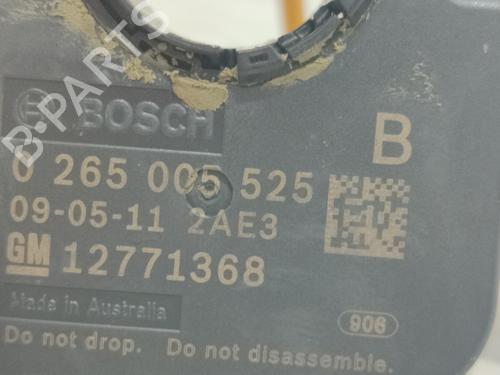 B-PARTS
BOSCH
B
0 265 005 525
09-05-11 2AE3
GM 12771368
Made in Australia
906
Do not drop. Do not disassemble.